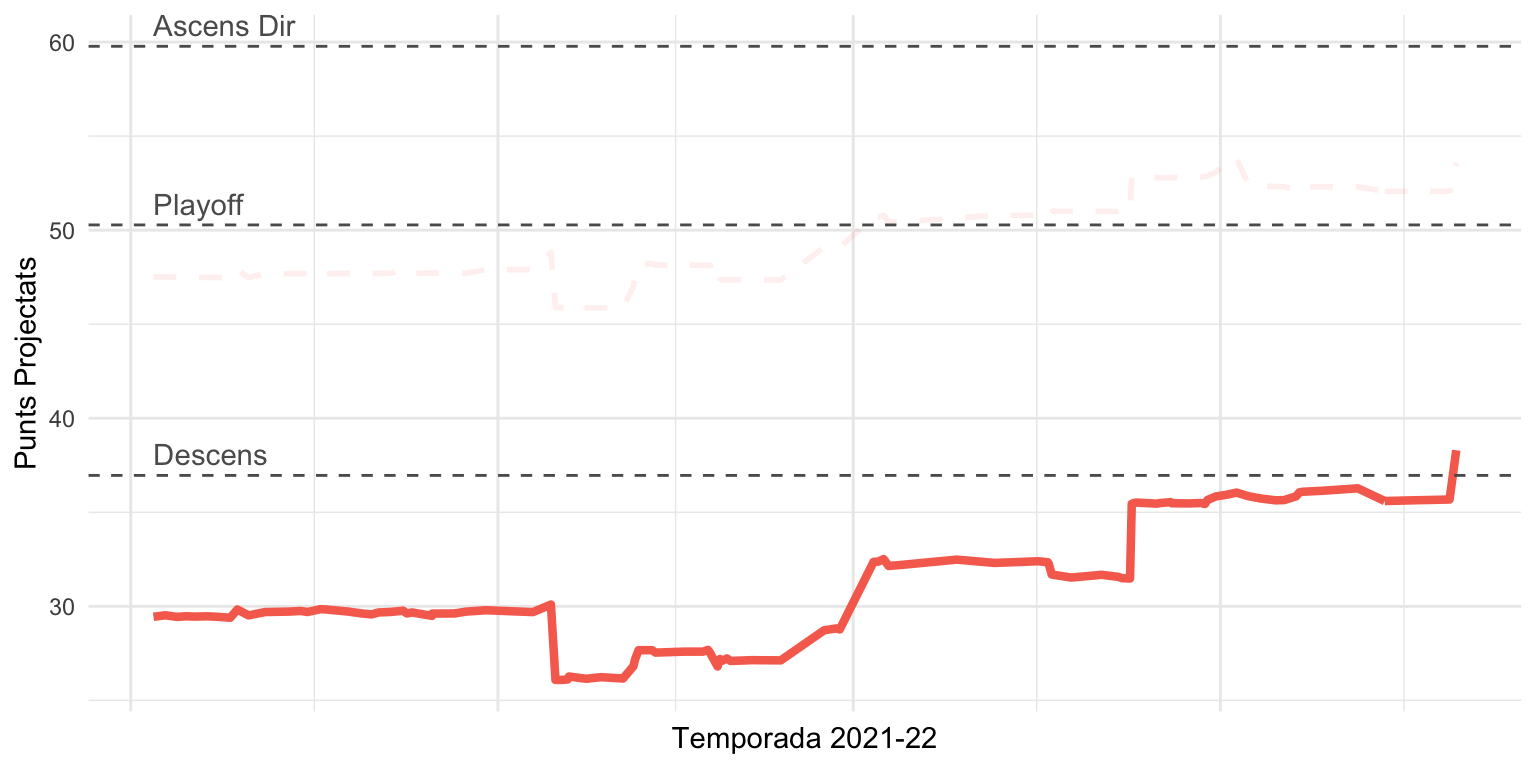 Ascens Dir
60
Playoff
50
Punts Projectats
40
Descens
30
Temporada 2021-22